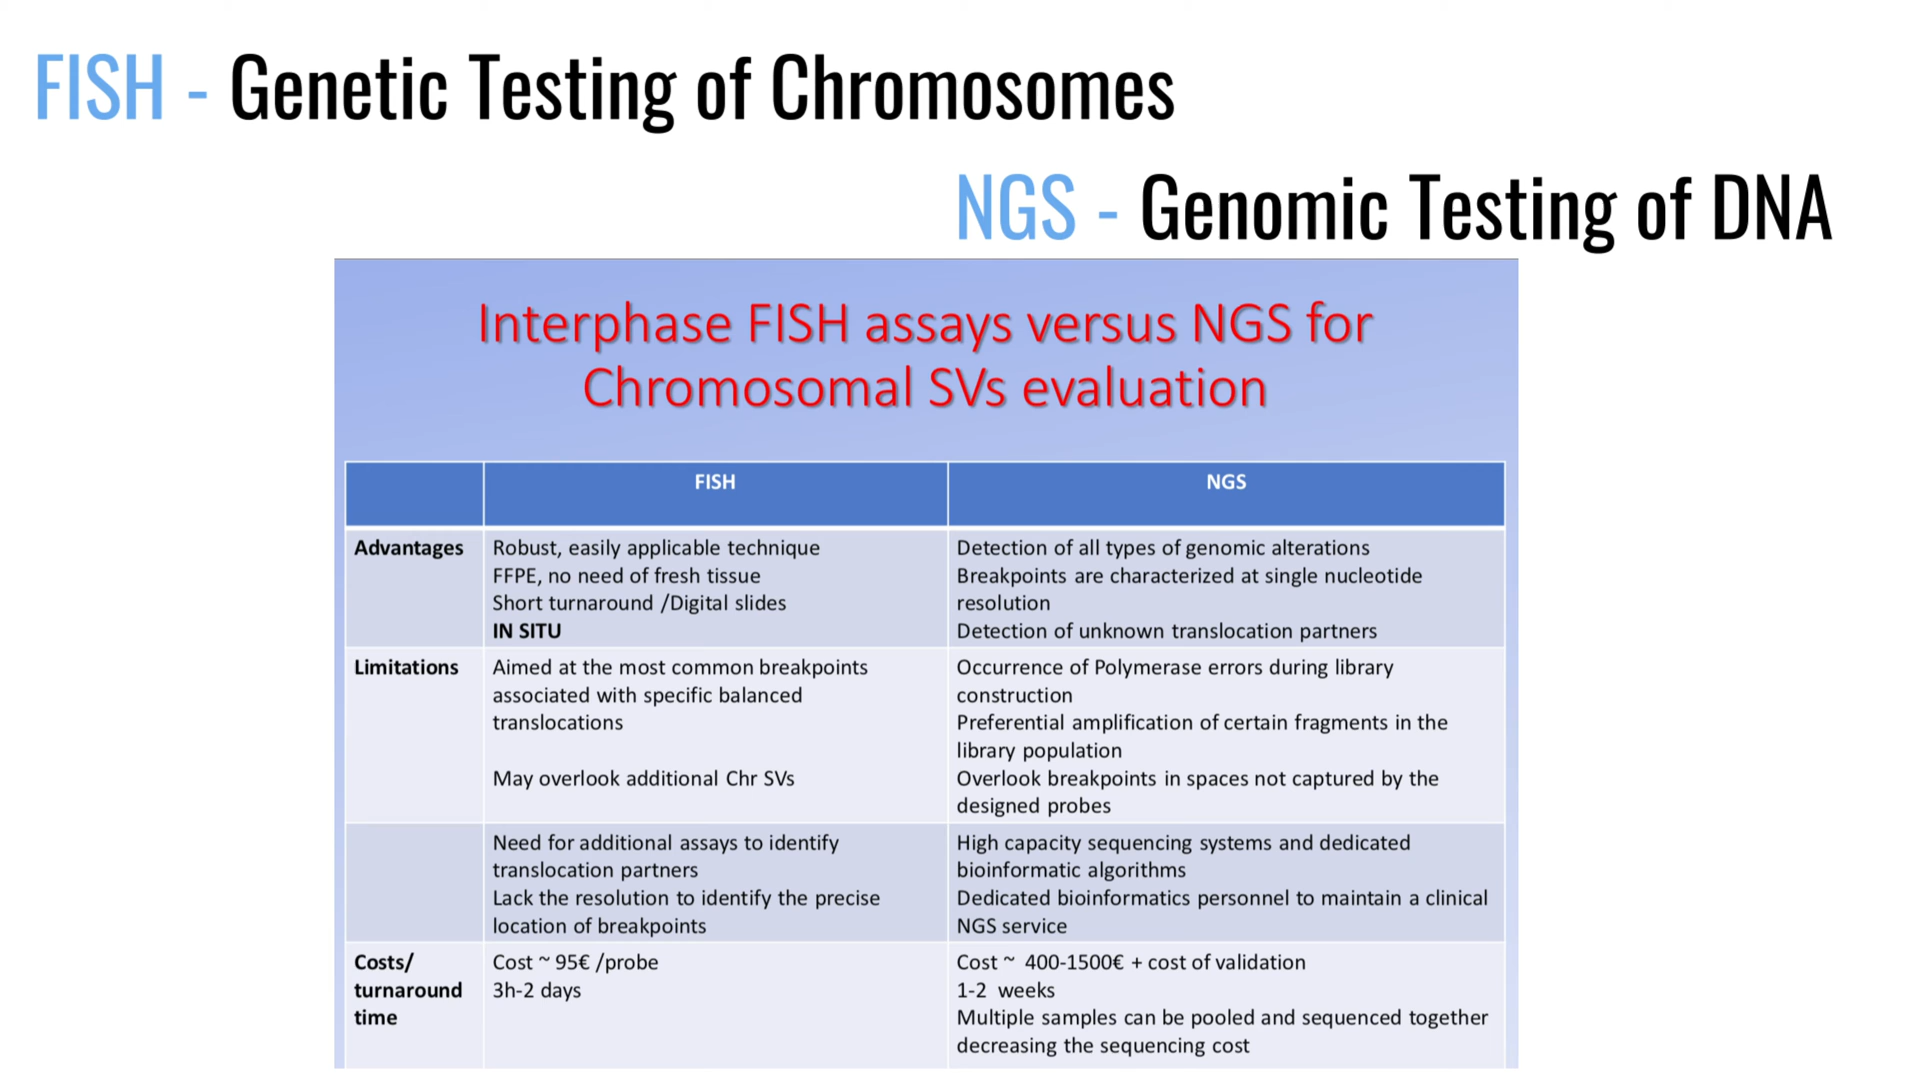 FISH - Genetic Testing of Chromosomes
NGS - Genomic Testing of DNA
Interphase FISH assays versus NGS for
Chromosomal SVs evaluation
FISH
NGS
Advantages
Robust, easily applicable technique
FFPE, no need of fresh tissue
Short turnaround /Digital slides
IN SITU
Detection of all types of genomic alterations
Breakpoints are characterized at single nucleotide
resolution
Detection of unknown translocation partners
Limitations
Aimed at the most common breakpoints
associated with specific balanced
translocations
May overlook additional Chr SVs
Occurrence of Polymerase errors during library
construction
Preferential amplification of certain fragments in the
library population
Overlook breakpoints in spaces not captured by the
designed probes
Need for additional assays to identify
translocation partners
Lack the resolution to identify the precise
location of breakpoints
High capacity sequencing systems and dedicated
bioinformatic algorithms
Dedicated bioinformatics personnel to maintain a clinical
NGS service
Costs/
turnaround
time
Cost ~ 95€ /probe
3h-2 days
Cost ~ 400-1500€ + cost of validation
1-2 weeks
Multiple samples can be pooled and sequenced together
decreasing the sequencing cost